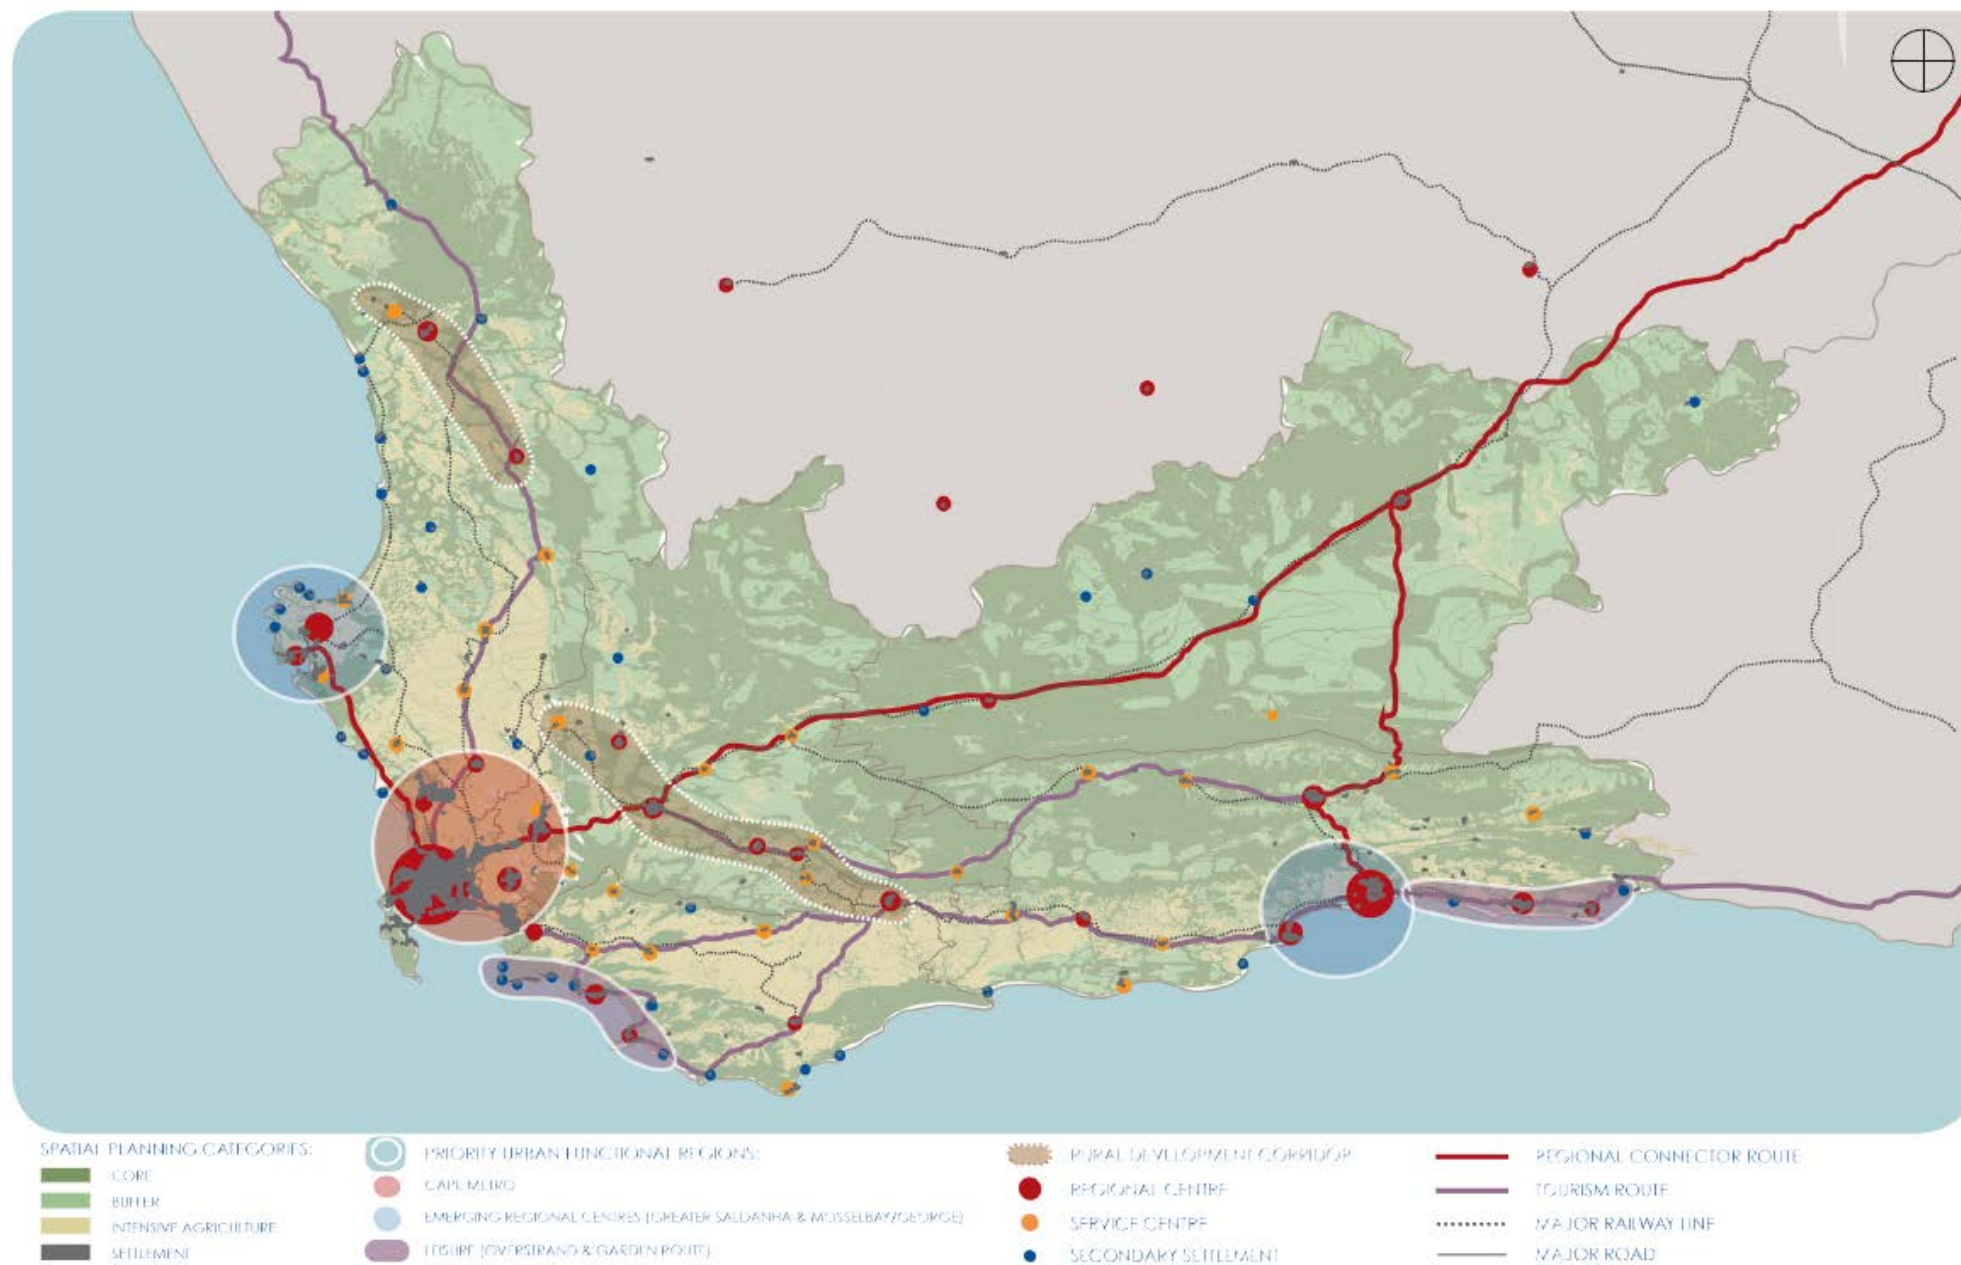 SPATIAL PLANNING CATEGORIES:
CORE
BUFFER
INTENSIVE AGRICULTURE
SETTLEMENT
PRIORITY URBAN FUNCTIONAL REGIONS:
CAPE METRO
EMERGING REGIONAL CENTRES (GREATER SALDANHA & MOSSELBAY/GEORGE)
LEISURE (OVERSTRAND & GARDEN ROUTE)
RURAL DEVELOPMENT CORRIDOR
REGIONAL CENTRE
SERVICE CENTRE
SECONDARY SETTLEMENT
REGIONAL CONNECTOR ROUTE
TOURISM ROUTE
MAJOR RAILWAY LINE
MAJOR ROAD